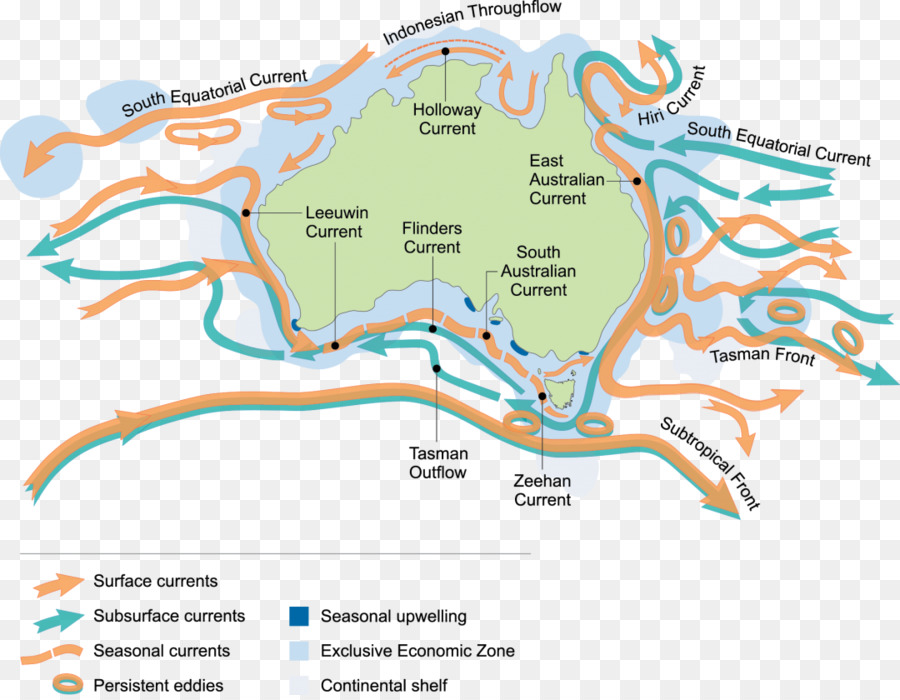 Indonesian Throughflow
South Equatorial Current
Holloway
Current
Hiri Current
South Equatorial Current
East
Australian
Current
Leeuwin
Current
Flinders
Current
South
Australian
Current
Tasman Front
Subtropical Front
Tasman
Outflow
Zeehan
Current
Surface currents
Subsurface currents
Seasonal upwelling
Seasonal currents
Exclusive Economic Zone
Persistent eddies
Continental shelf